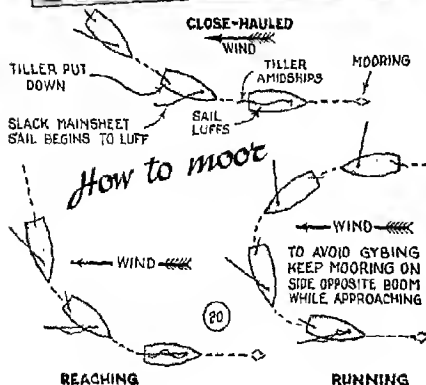 CLOSE-HAULED
WIND
TILLER PUT
DOWN
TILLER
AMIDSHIPS
MOORING
SLACK MAINSHEET
SAIL BEGINS TO LUFF
SAIL
LUFFS
How to moor
WIND
WIND
TO AVOID GYBING
KEEP MOORING ON
SIDE OPPOSITE BOOM
WHILE APPROACHING
20
REACHING
RUNNING